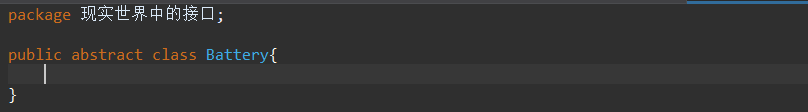 package 现实世界中的接口;
public abstract class Battery{
}